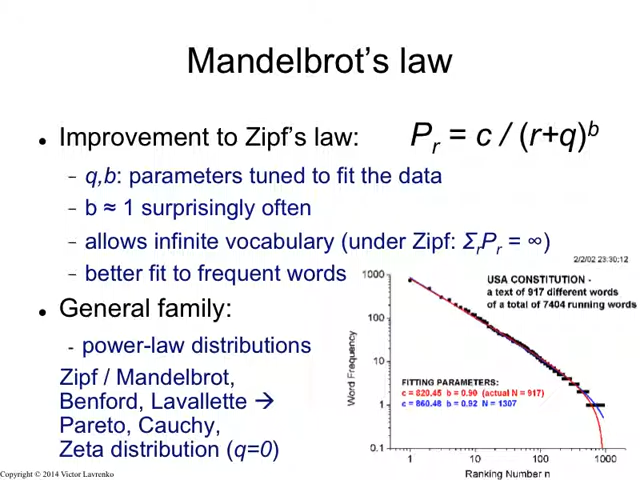 Mandelbrot's law
● Improvement to Zipf's law: Pr = c / (r+q)b
– q,b: parameters tuned to fit the data
– b ≈ 1 surprisingly often
– allows infinite vocabulary (under Zipf: ΣrPr = ∞)
– better fit to frequent words
● General family:
- power-law distributions
Zipf / Mandelbrot,
Benford, Lavallette →
Pareto, Cauchy,
Zeta distribution (q=0)
2/2/02 23:30:12
USA CONSTITUTION -
a text of 917 different words
of a total of 7404 running words
Word Frequency
1000
100
10
1
0.1
FITTING PARAMETERS:
c = 820.45 b = 0.90 (actual N = 917)
c = 860.48 b = 0.92 N = 1307
1 10 100 1000
Ranking Number n
Copyright © 2014 Victor Lavrenko